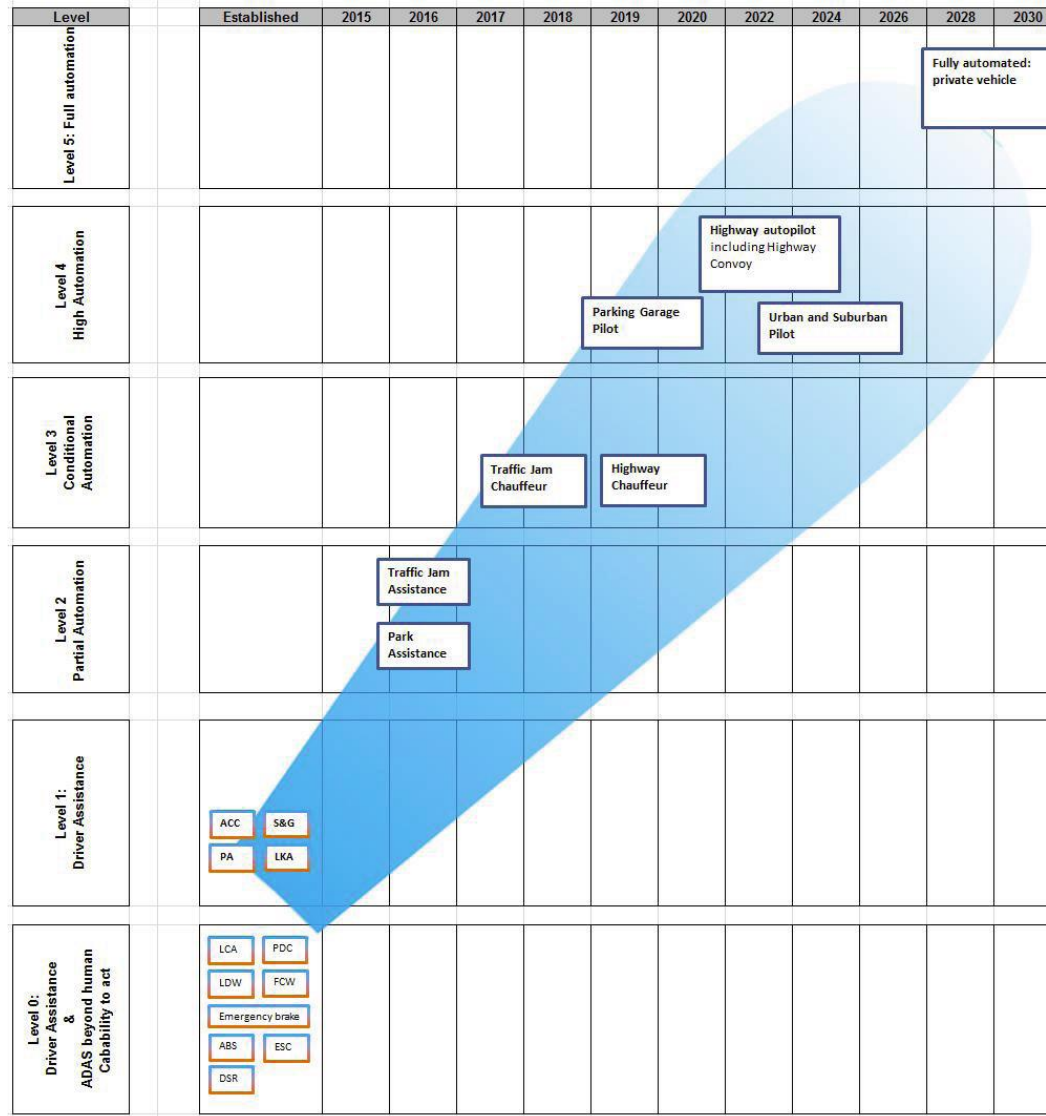 Level Established 2015 2016 2017 2018 2019 2020 2022 2024 2026 2028 2030
Level 5: Full automation
Fully automated:
private vehicle
Level 4
High Automation
Highway autopilot
including Highway
Convoy
Parking Garage
Pilot
Urban and Suburban
Pilot
Level 3
Conditional
Automation
Traffic Jam
Chauffeur
Highway
Chauffeur
Level 2
Partial Automation
Traffic Jam
Assistance
Park
Assistance
Level 1:
Driver Assistance
ACC S&G
PA LKA
Level 0:
Driver Assistance
&
ADAS beyond human
Cabability to act
LCA PDC
LDW FCW
Emergency brake
ABS ESC
DSR